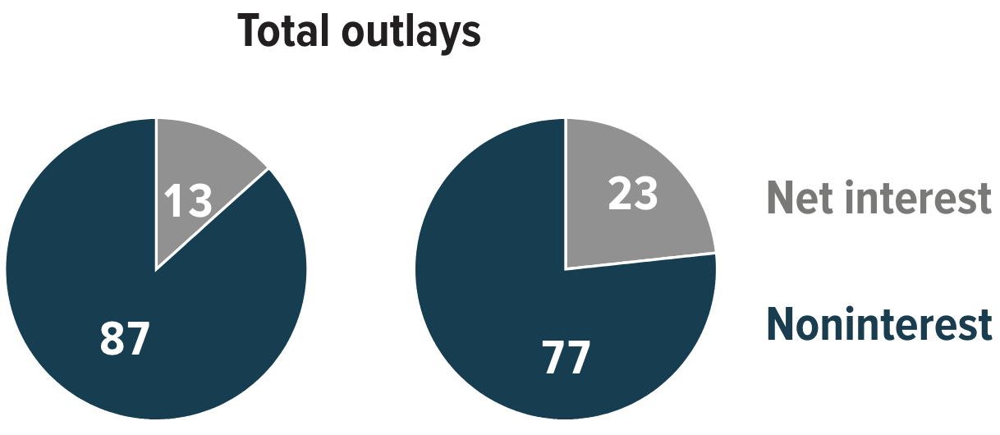 Total outlays
13
23
Net interest
87
77
Noninterest